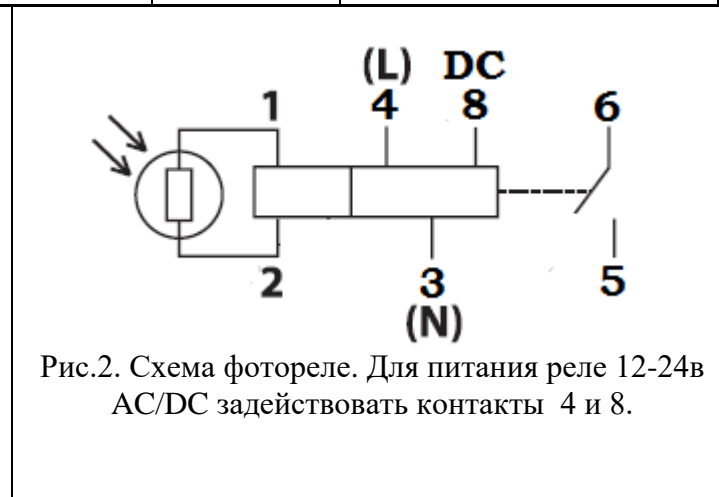 (L) DC
1 4 8 6
2 3 5
(N)
Рис.2. Схема фотореле. Для питания реле 12-24в
AC/DC задействовать контакты 4 и 8.